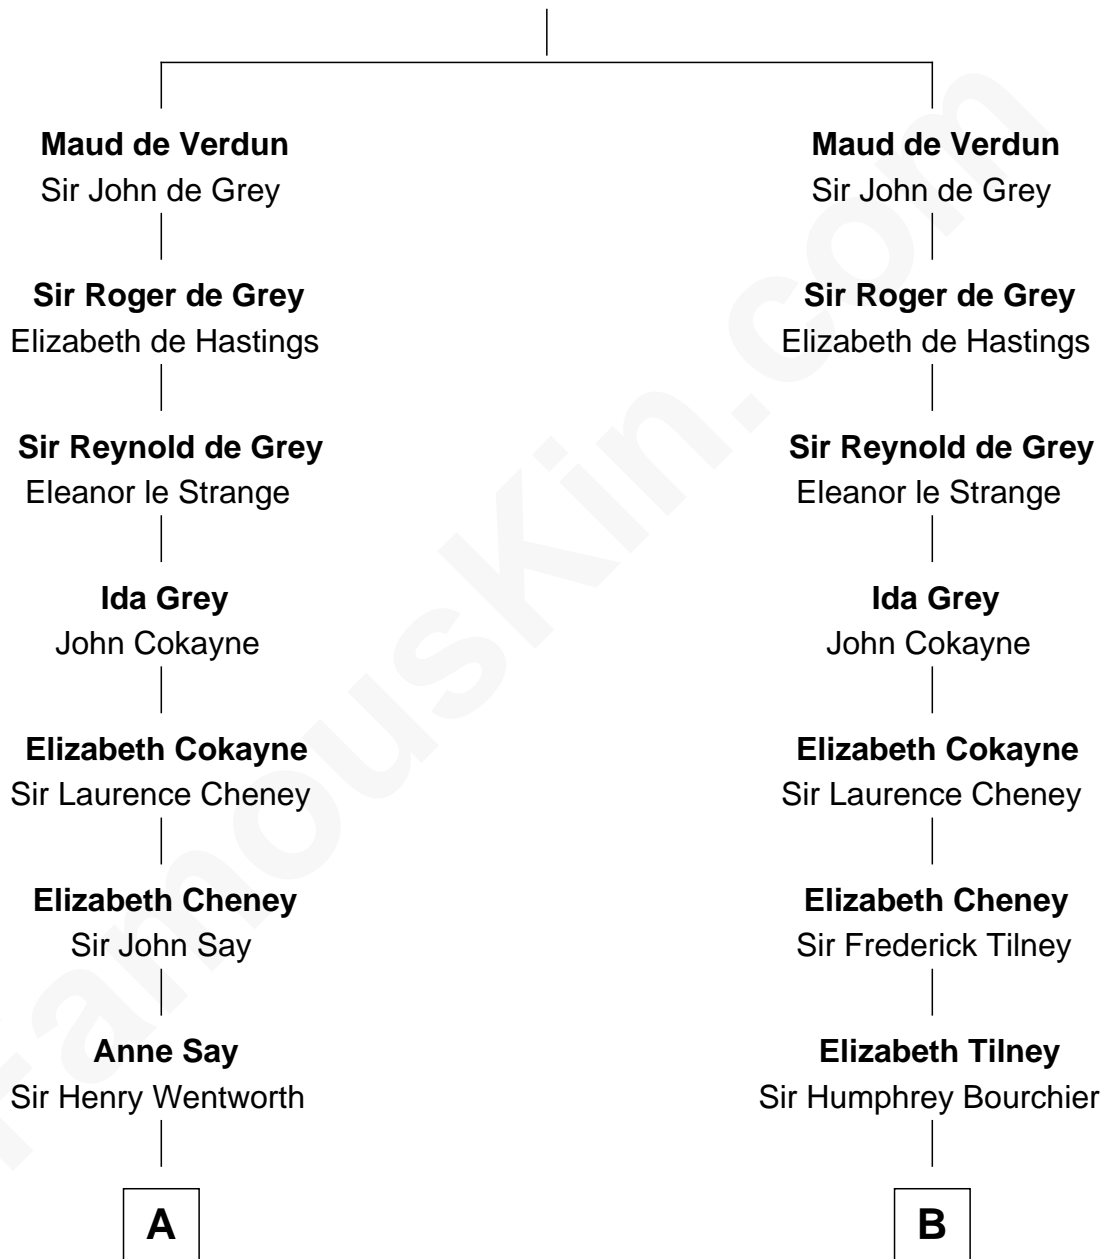 Maud de Verdun
Sir John de Grey
Sir Roger de Grey
Elizabeth de Hastings
Sir Reynold de Grey
Eleanor le Strange
Ida Grey
John Cokayne
Elizabeth Cokayne
Sir Laurence Cheney
Elizabeth Cheney
Sir John Say
Anne Say
Sir Henry Wentworth
A
Maud de Verdun
Sir John de Grey
Sir Roger de Grey
Elizabeth de Hastings
Sir Reynold de Grey
Eleanor le Strange
Ida Grey
John Cokayne
Elizabeth Cokayne
Sir Laurence Cheney
Elizabeth Cheney
Sir Frederick Tilney
Elizabeth Tilney
Sir Humphrey Bourchier
B
FamousKin.com